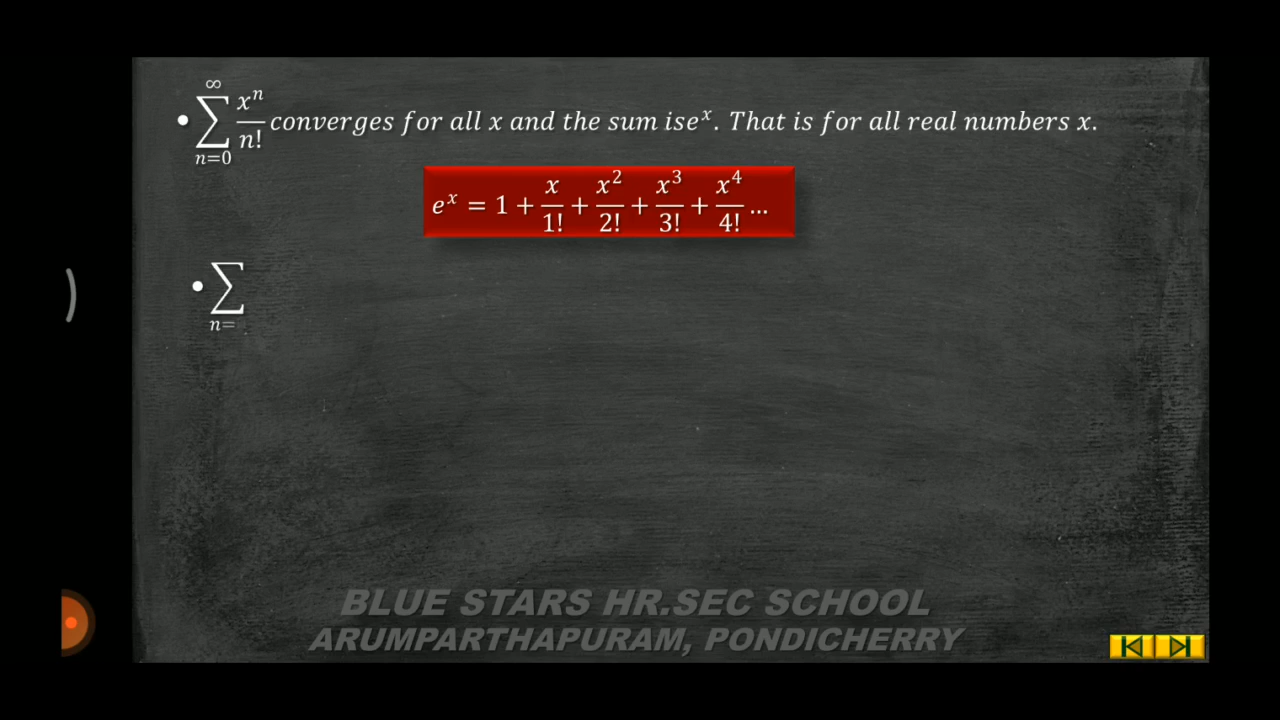 • ∑_{n=0}^{∞} x^n/n! converges for all x and the sum ise^x. That is for all real numbers x.
e^x = 1 + x/1! + x^2/2! + x^3/3! + x^4/4! ...
• ∑_{n=}
BLUE STARS HR.SEC SCHOOL
ARUMPARTHAPURAM, PONDICHERRY